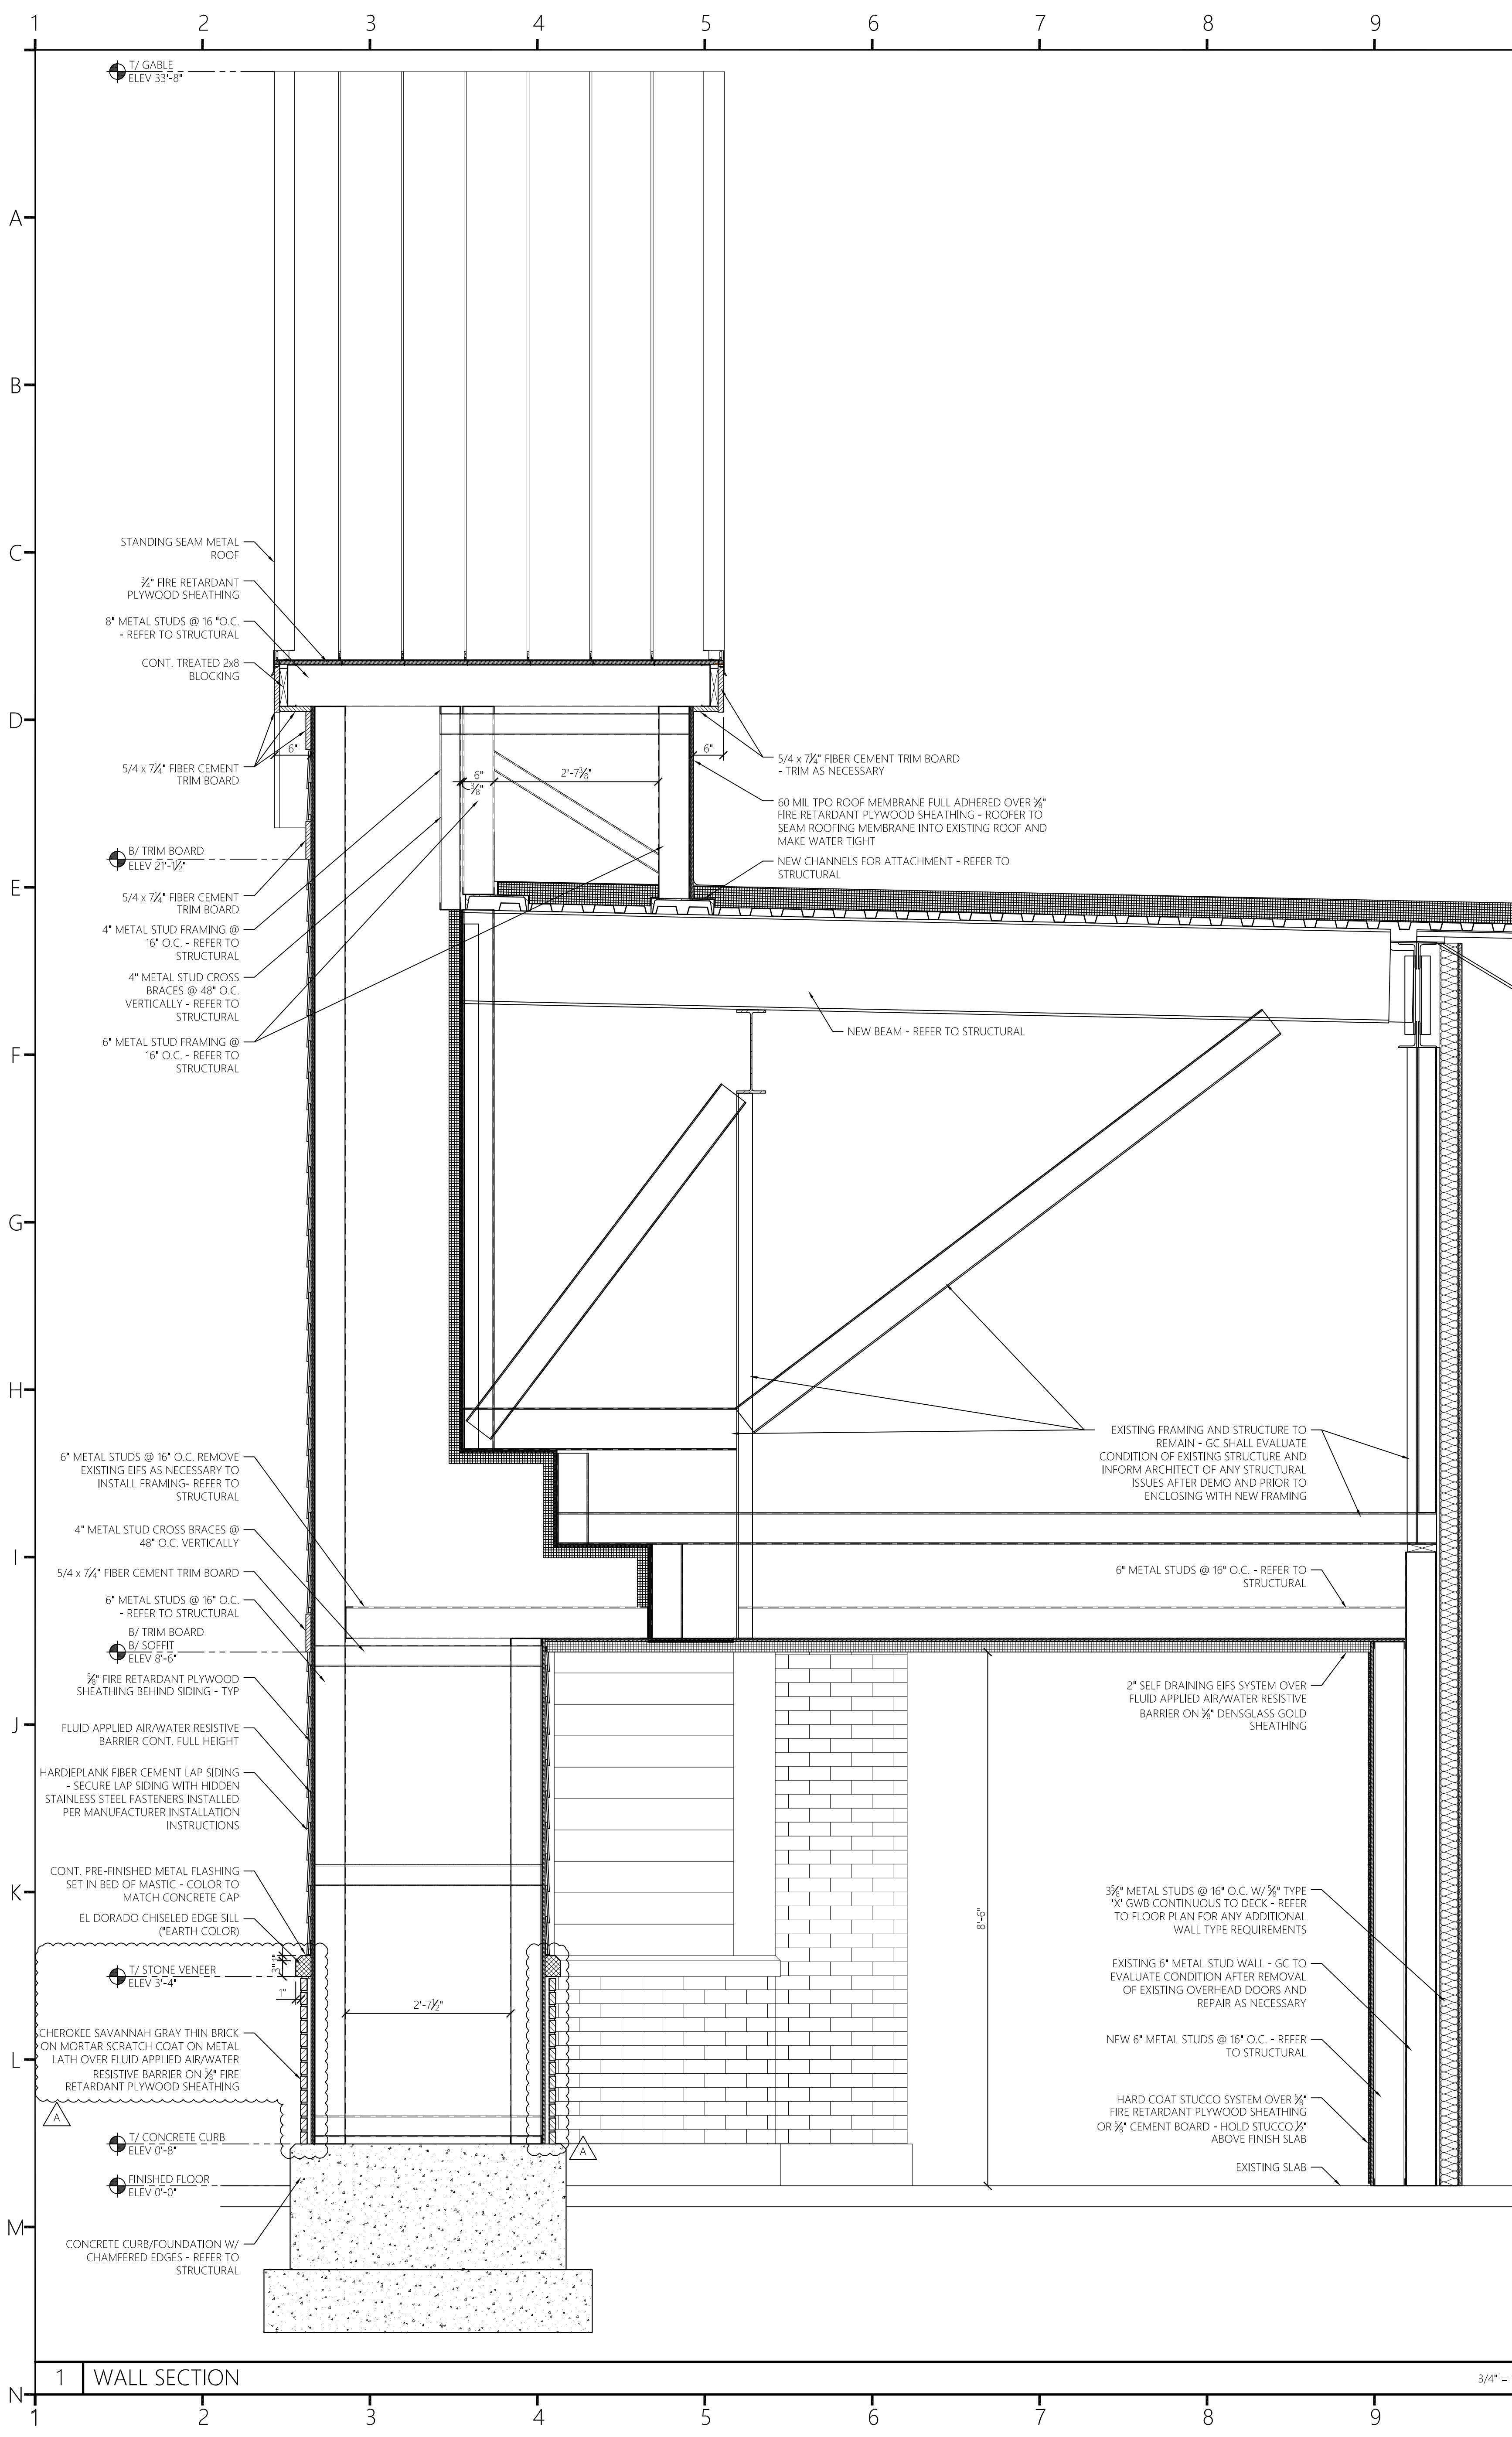 1 2 3 4 5 6 7 8 9
T/ GABLE
ELEV 33'-8"
A
B
STANDING SEAM METAL
ROOF
C
¾" FIRE RETARDANT
PLYWOOD SHEATHING
8" METAL STUDS @ 16 "O.C.
- REFER TO STRUCTURAL
CONT. TREATED 2x8
BLOCKING
D
6"
6"
5/4 x 7¼" FIBER CEMENT
TRIM BOARD
6"
⅜"
2'-7⅜"
5/4 x 7¼" FIBER CEMENT TRIM BOARD
- TRIM AS NECESSARY
60 MIL TPO ROOF MEMBRANE FULL ADHERED OVER ⅝"
FIRE RETARDANT PLYWOOD SHEATHING - ROOFER TO
SEAM ROOFING MEMBRANE INTO EXISTING ROOF AND
MAKE WATER TIGHT
NEW CHANNELS FOR ATTACHMENT - REFER TO
STRUCTURAL
B/ TRIM BOARD
ELEV 21'-1½"
E
5/4 x 7¼" FIBER CEMENT
TRIM BOARD
4" METAL STUD FRAMING @
16" O.C. - REFER TO
STRUCTURAL
4" METAL STUD CROSS
BRACES @ 48" O.C.
VERTICALLY - REFER TO
STRUCTURAL
6" METAL STUD FRAMING @
16" O.C. - REFER TO
STRUCTURAL
NEW BEAM - REFER TO STRUCTURAL
F
G
H
EXISTING FRAMING AND STRUCTURE TO
REMAIN - GC SHALL EVALUATE
CONDITION OF EXISTING STRUCTURE AND
INFORM ARCHITECT OF ANY STRUCTURAL
ISSUES AFTER DEMO AND PRIOR TO
ENCLOSING WITH NEW FRAMING
6" METAL STUDS @ 16" O.C. REMOVE
EXISTING EIFS AS NECESSARY TO
INSTALL FRAMING- REFER TO
STRUCTURAL
4" METAL STUD CROSS BRACES @
48" O.C. VERTICALLY
I
5/4 x 7¼" FIBER CEMENT TRIM BOARD
6" METAL STUDS @ 16" O.C.
- REFER TO STRUCTURAL
6" METAL STUDS @ 16" O.C. - REFER TO
STRUCTURAL
B/ TRIM BOARD
B/ SOFFIT
ELEV 8'-6"
⅝" FIRE RETARDANT PLYWOOD
SHEATHING BEHIND SIDING - TYP
2" SELF DRAINING EIFS SYSTEM OVER
FLUID APPLIED AIR/WATER RESISTIVE
BARRIER ON ⅝" DENSGLASS GOLD
SHEATHING
J
FLUID APPLIED AIR/WATER RESISTIVE
BARRIER CONT. FULL HEIGHT
HARDIEPLANK FIBER CEMENT LAP SIDING
- SECURE LAP SIDING WITH HIDDEN
STAINLESS STEEL FASTENERS INSTALLED
PER MANUFACTURER INSTALLATION
INSTRUCTIONS
CONT. PRE-FINISHED METAL FLASHING
SET IN BED OF MASTIC - COLOR TO
MATCH CONCRETE CAP
K
EL DORADO CHISELED EDGE SILL
("EARTH COLOR)
8'-6"
3⅝" METAL STUDS @ 16" O.C. W/ ⅝" TYPE
'X' GWB CONTINUOUS TO DECK - REFER
TO FLOOR PLAN FOR ANY ADDITIONAL
WALL TYPE REQUIREMENTS
T/ STONE VENEER
ELEV 3'-4"
3"
1"
1"
2'-7½"
EXISTING 6" METAL STUD WALL - GC TO
EVALUATE CONDITION AFTER REMOVAL
OF EXISTING OVERHEAD DOORS AND
REPAIR AS NECESSARY
NEW 6" METAL STUDS @ 16" O.C. - REFER
TO STRUCTURAL
CHEROKEE SAVANNAH GRAY THIN BRICK
ON MORTAR SCRATCH COAT ON METAL
LATH OVER FLUID APPLIED AIR/WATER
RESISTIVE BARRIER ON ⅝" FIRE
RETARDANT PLYWOOD SHEATHING
L
A
HARD COAT STUCCO SYSTEM OVER ⅝"
FIRE RETARDANT PLYWOOD SHEATHING
OR ⅝" CEMENT BOARD - HOLD STUCCO ½"
ABOVE FINISH SLAB
T/ CONCRETE CURB
ELEV 0'-8"
A
EXISTING SLAB
FINISHED FLOOR
ELEV 0'-0"
M
CONCRETE CURB/FOUNDATION W/
CHAMFERED EDGES - REFER TO
STRUCTURAL
1 WALL SECTION
3/4" =
N
1 2 3 4 5 6 7 8 9